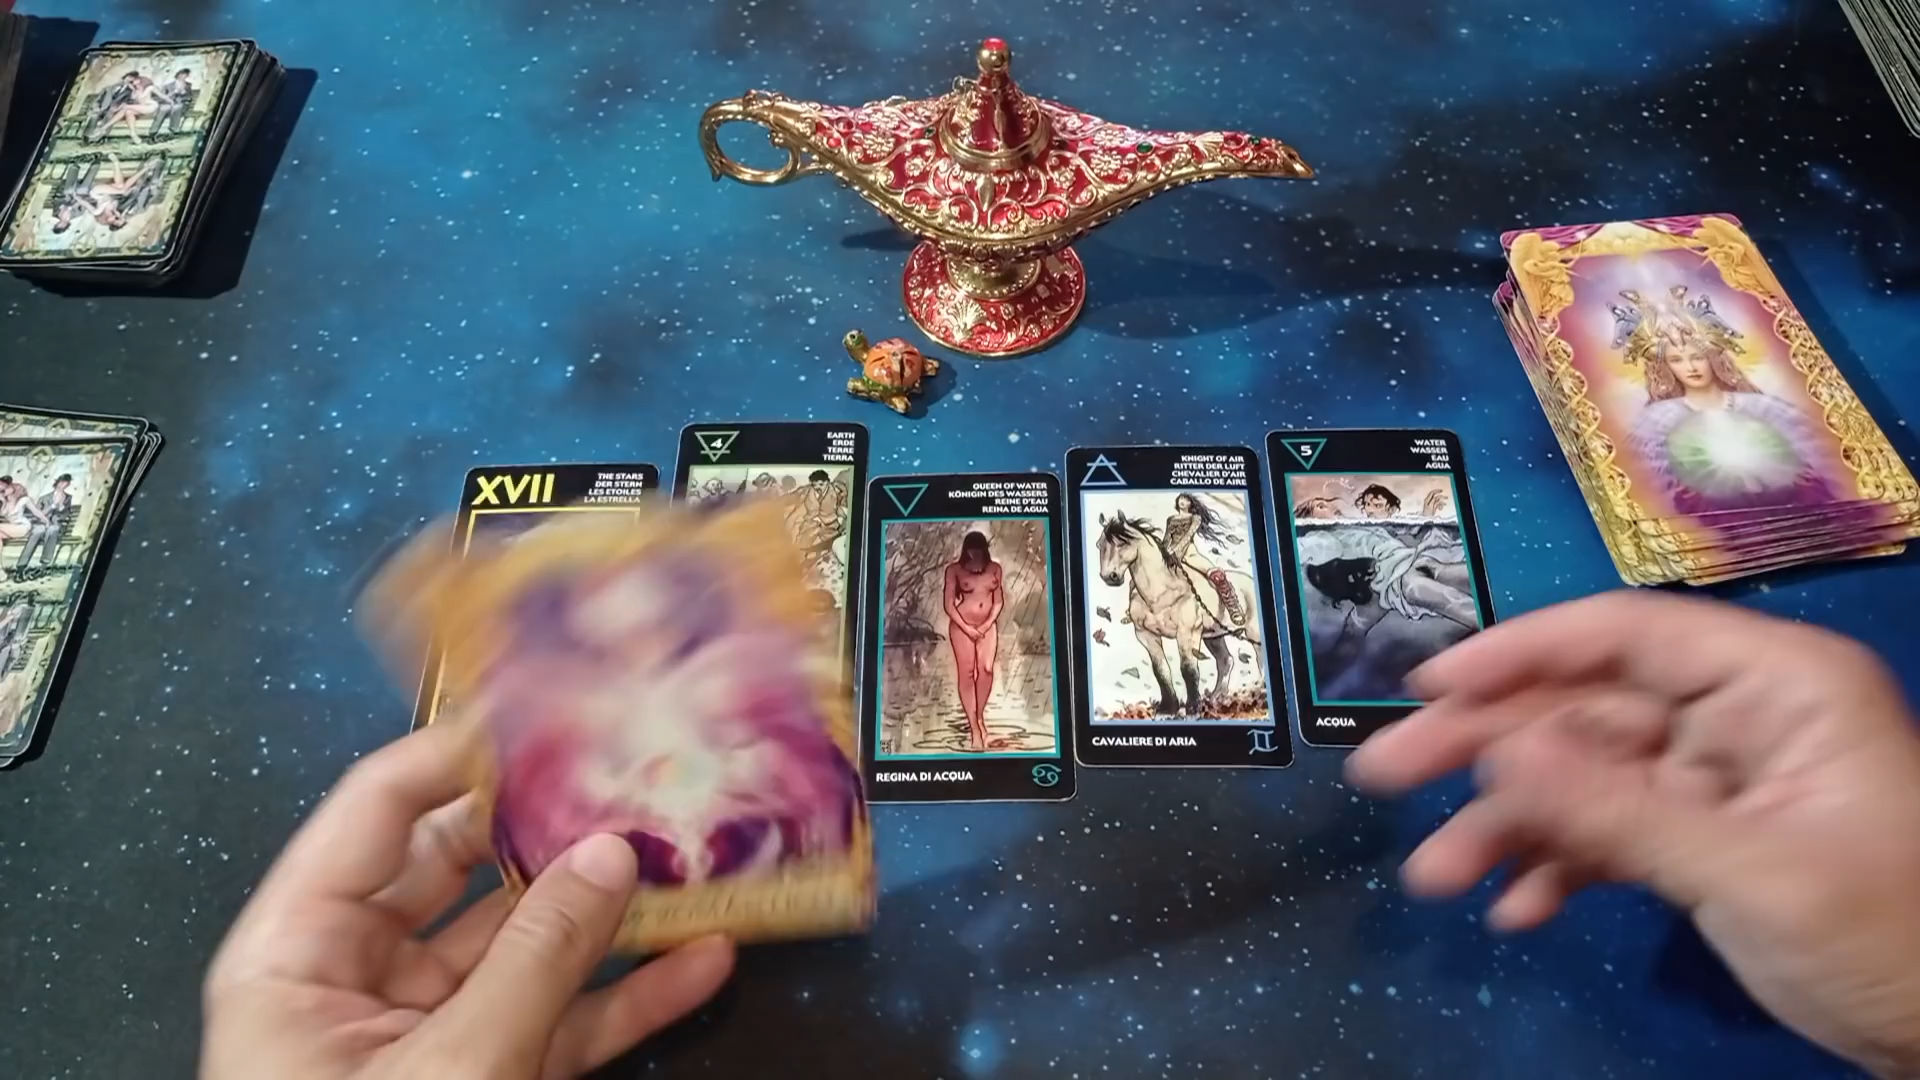 XVII
THE STARS
DER STERN
LES ETOILES
LA ESTRELLA
4
EARTH
ERDE
TERRE
TIERRA
QUEEN OF WATER
KÖNIGIN DES WASSERS
REINE D'EAU
REINA DE AGUA
REGINA DI ACQUA
KNIGHT OF AIR
RITTER DER LUFT
CHEVALIER D'AIR
CABALLO DE AIRE
CAVALIERE DI ARIA
5
WATER
WASSER
EAU
AGUA
ACQUA